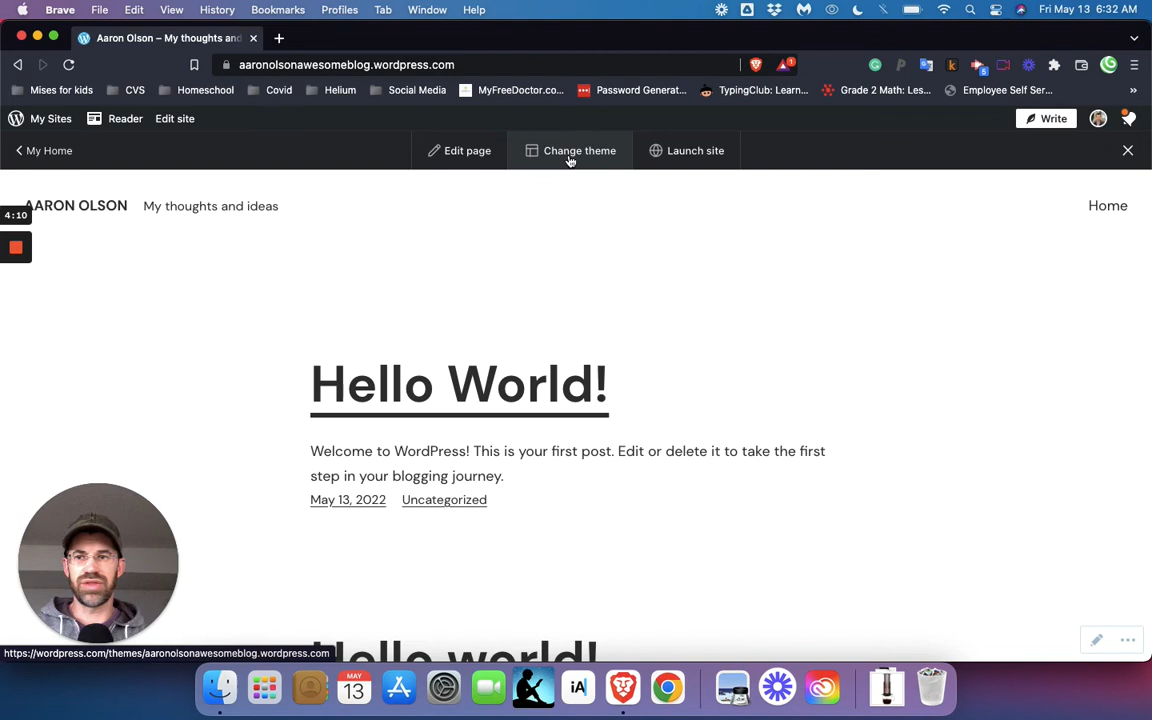 Brave File Edit View History Bookmarks Profiles Tab Window Help Fri May 13 6:32 AM
Aaron Olson – My thoughts and
aaronolsonawesomeblog.wordpress.com 1 5
Mises for kids CVS Homeschool Covid Helium Social Media MyFreeDoctor.co... Password Generat... TypingClub: Learn... Grade 2 Math: Les... Employee Self Ser... »
My Sites Reader Edit site Write
My Home Edit page Change theme Launch site
AARON OLSON My thoughts and ideas Home
4:10
Hello World!
Welcome to WordPress! This is your first post. Edit or delete it to take the first
step in your blogging journey.
May 13, 2022 Uncategorized
Hello world!
https://wordpress.com/themes/aaronolsonawesomeblog.wordpress.com
MAY
13
iA